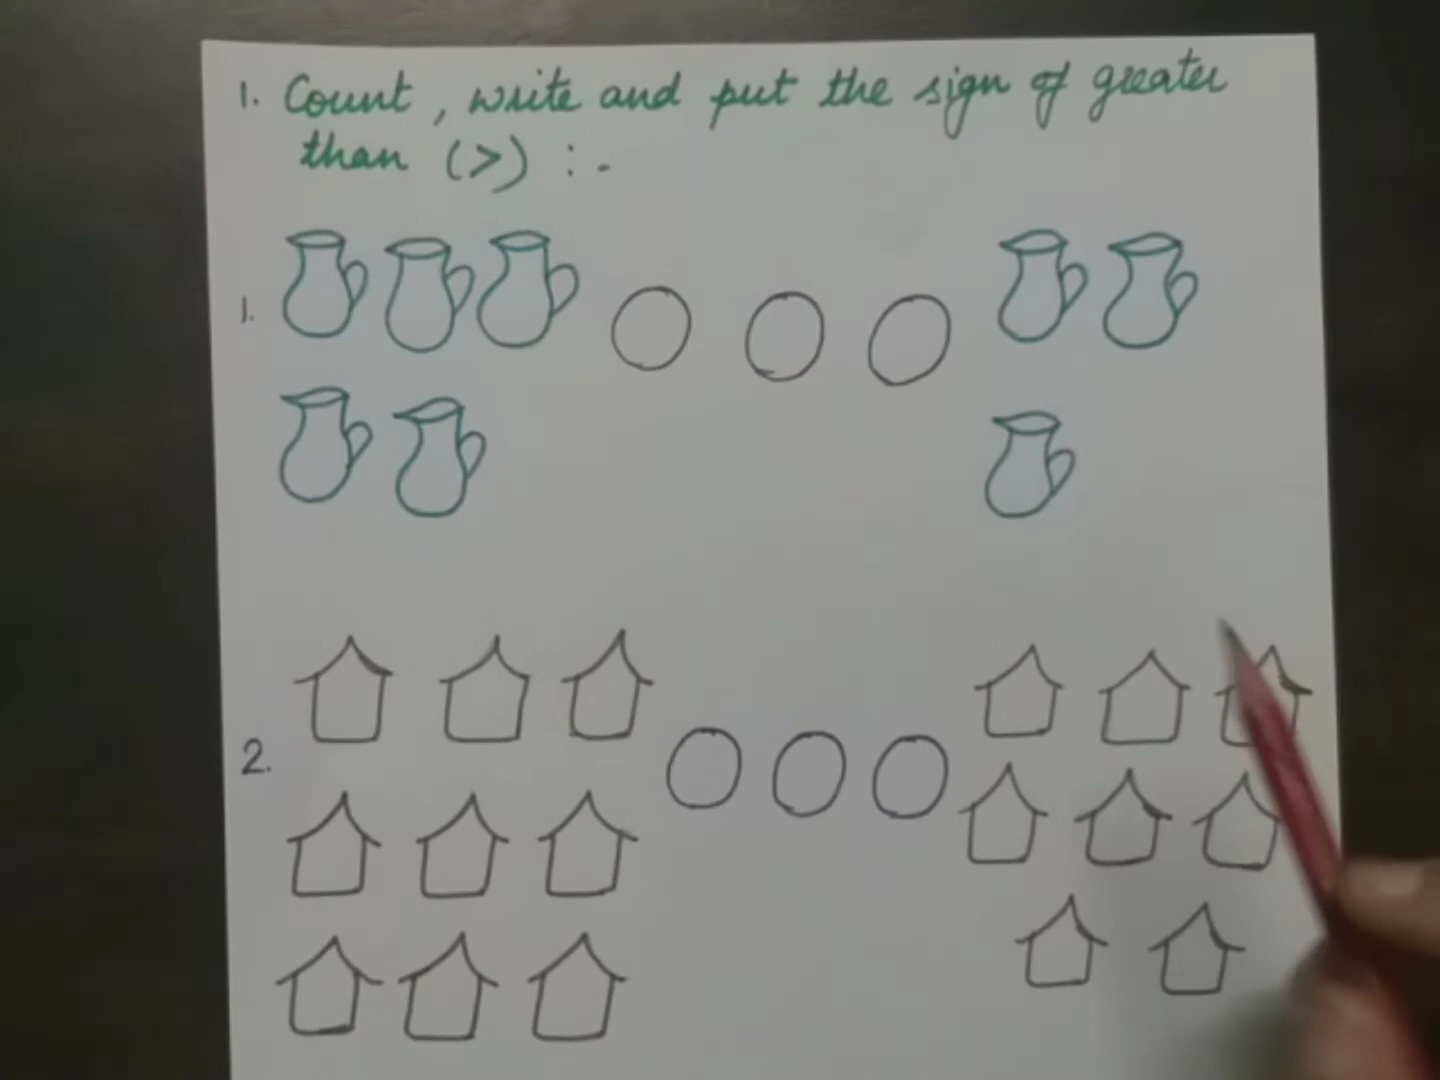 1. Count, write and put the sign of greater
than (>) :-
1.
2.